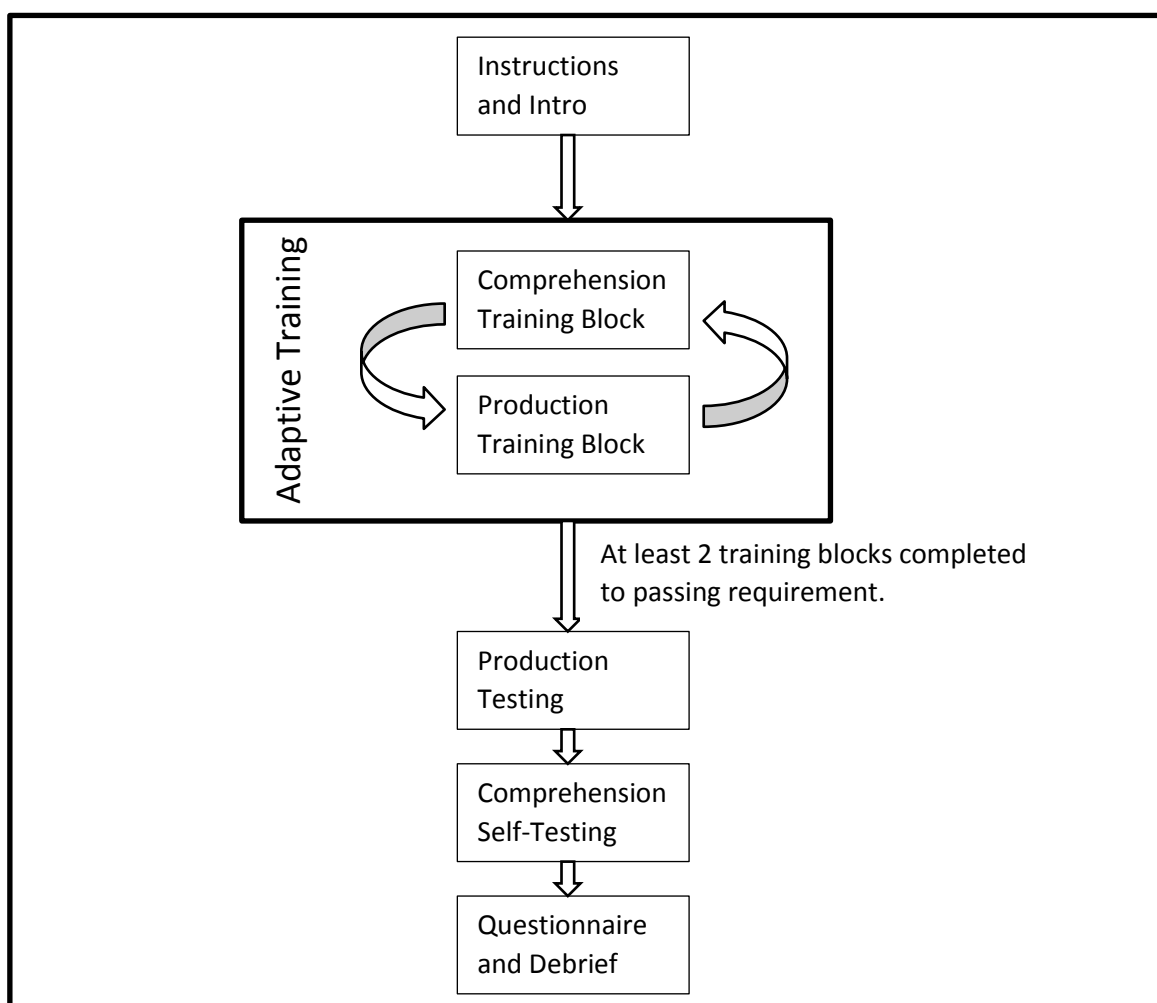 Instructions
and Intro
Adaptive Training
Comprehension
Training Block
Production
Training Block
At least 2 training blocks completed
to passing requirement.
Production
Testing
Comprehension
Self-Testing
Questionnaire
and Debrief